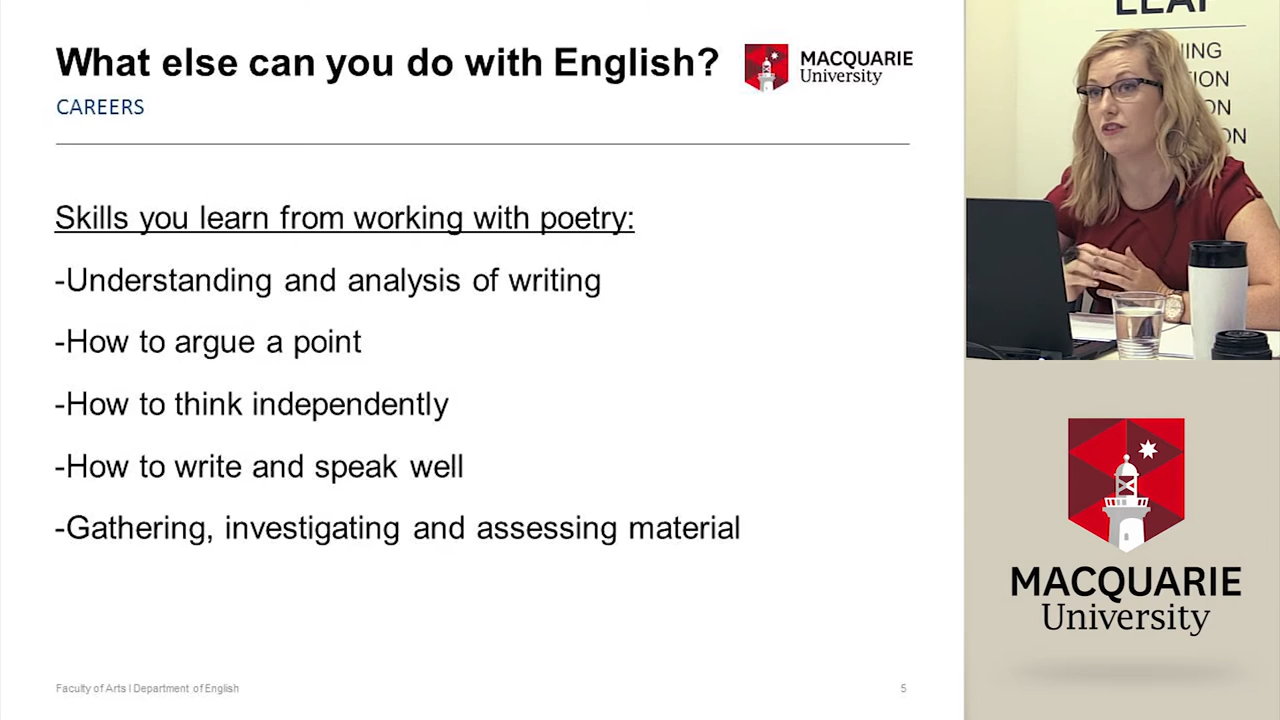 What else can you do with English?
MACQUARIE
University
CAREERS
Skills you learn from working with poetry:
-Understanding and analysis of writing
-How to argue a point
-How to think independently
-How to write and speak well
-Gathering, investigating and assessing material
Faculty of Arts I Department of English
5
LEAP
MACQUARIE
University